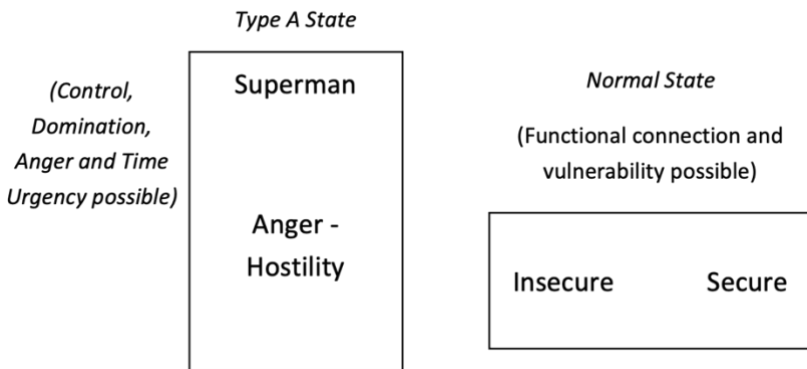 Type A State
(Control,
Domination,
Anger and Time
Urgency possible)
Superman
Anger -
Hostility
Normal State
(Functional connection and
vulnerability possible)
Insecure Secure